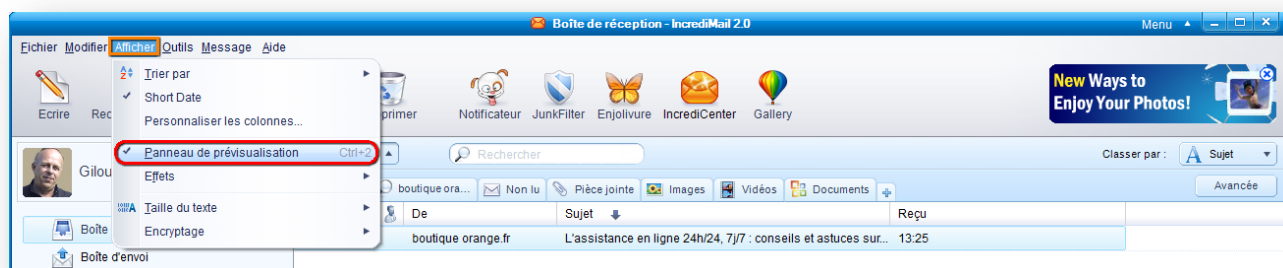 Boîte de réception - IncrediMail 2.0
Menu
Fichier Modifier Afficher Outils Message Aide
Trier par
Short Date
Personnaliser les colonnes...
Panneau de prévisualisation Ctrl+2
Effets
Taille du texte
Encryptage
Ecrire Rec primer Notificateur JunkFilter Enjolivure IncrediCenter Gallery
New Ways to
Enjoy Your Photos!
Gilou
Rechercher
Classer par : A Sujet
boutique ora... Non lu Pièce jointe Images Vidéos Documents
Avancée
De Sujet Reçu
Boîte
boutique orange.fr L'assistance en ligne 24h/24, 7j/7 : conseils et astuces sur... 13:25
Boîte d'envoi